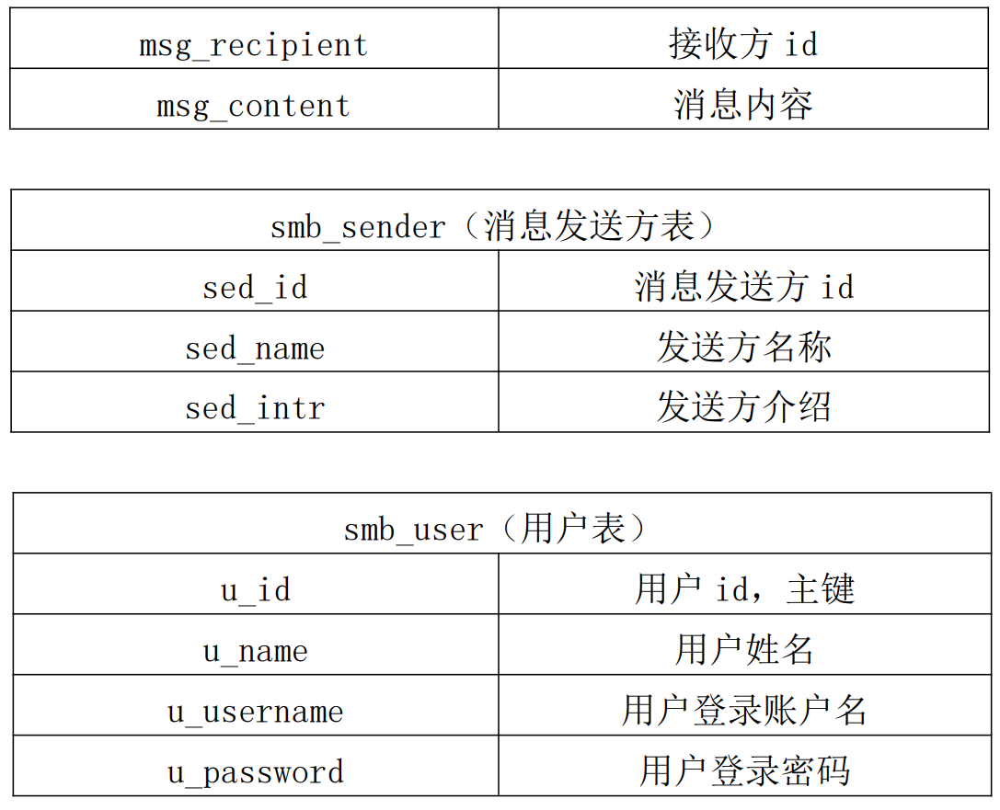 msg_recipient 接收方 id
msg_content 消息内容
smb_sender（消息发送方表）
sed_id 消息发送方 id
sed_name 发送方名称
sed_intr 发送方介绍
smb_user（用户表）
u_id 用户 id，主键
u_name 用户姓名
u_username 用户登录账户名
u_password 用户登录密码